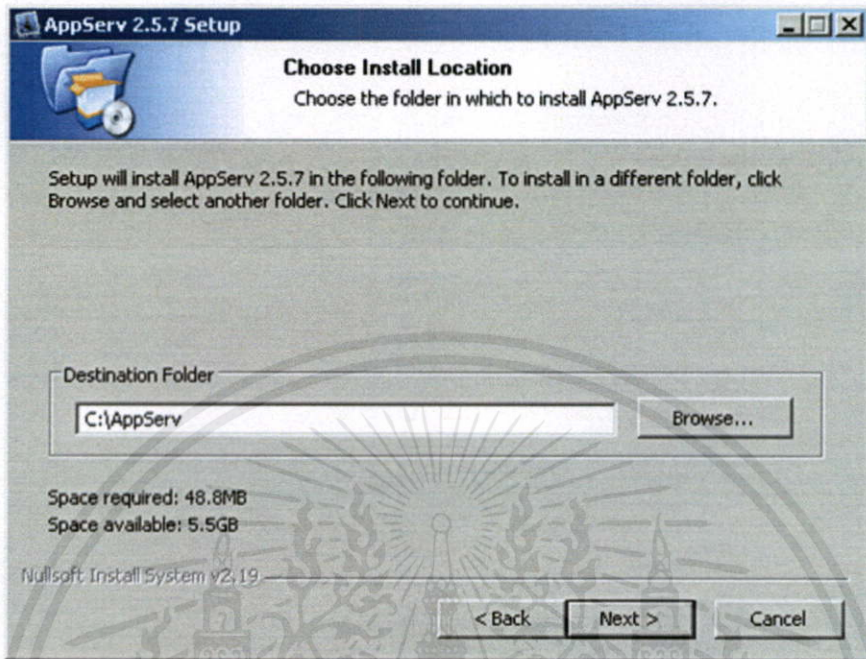 AppServ 2.5.7 Setup
Choose Install Location
Choose the folder in which to install AppServ 2.5.7.
Setup will install AppServ 2.5.7 in the following folder. To install in a different folder, click
Browse and select another folder. Click Next to continue.
Destination Folder
C:\AppServ
Browse...
Space required: 48.8MB
Space available: 5.5GB
Nullsoft Install System v2.19
< Back
Next >
Cancel